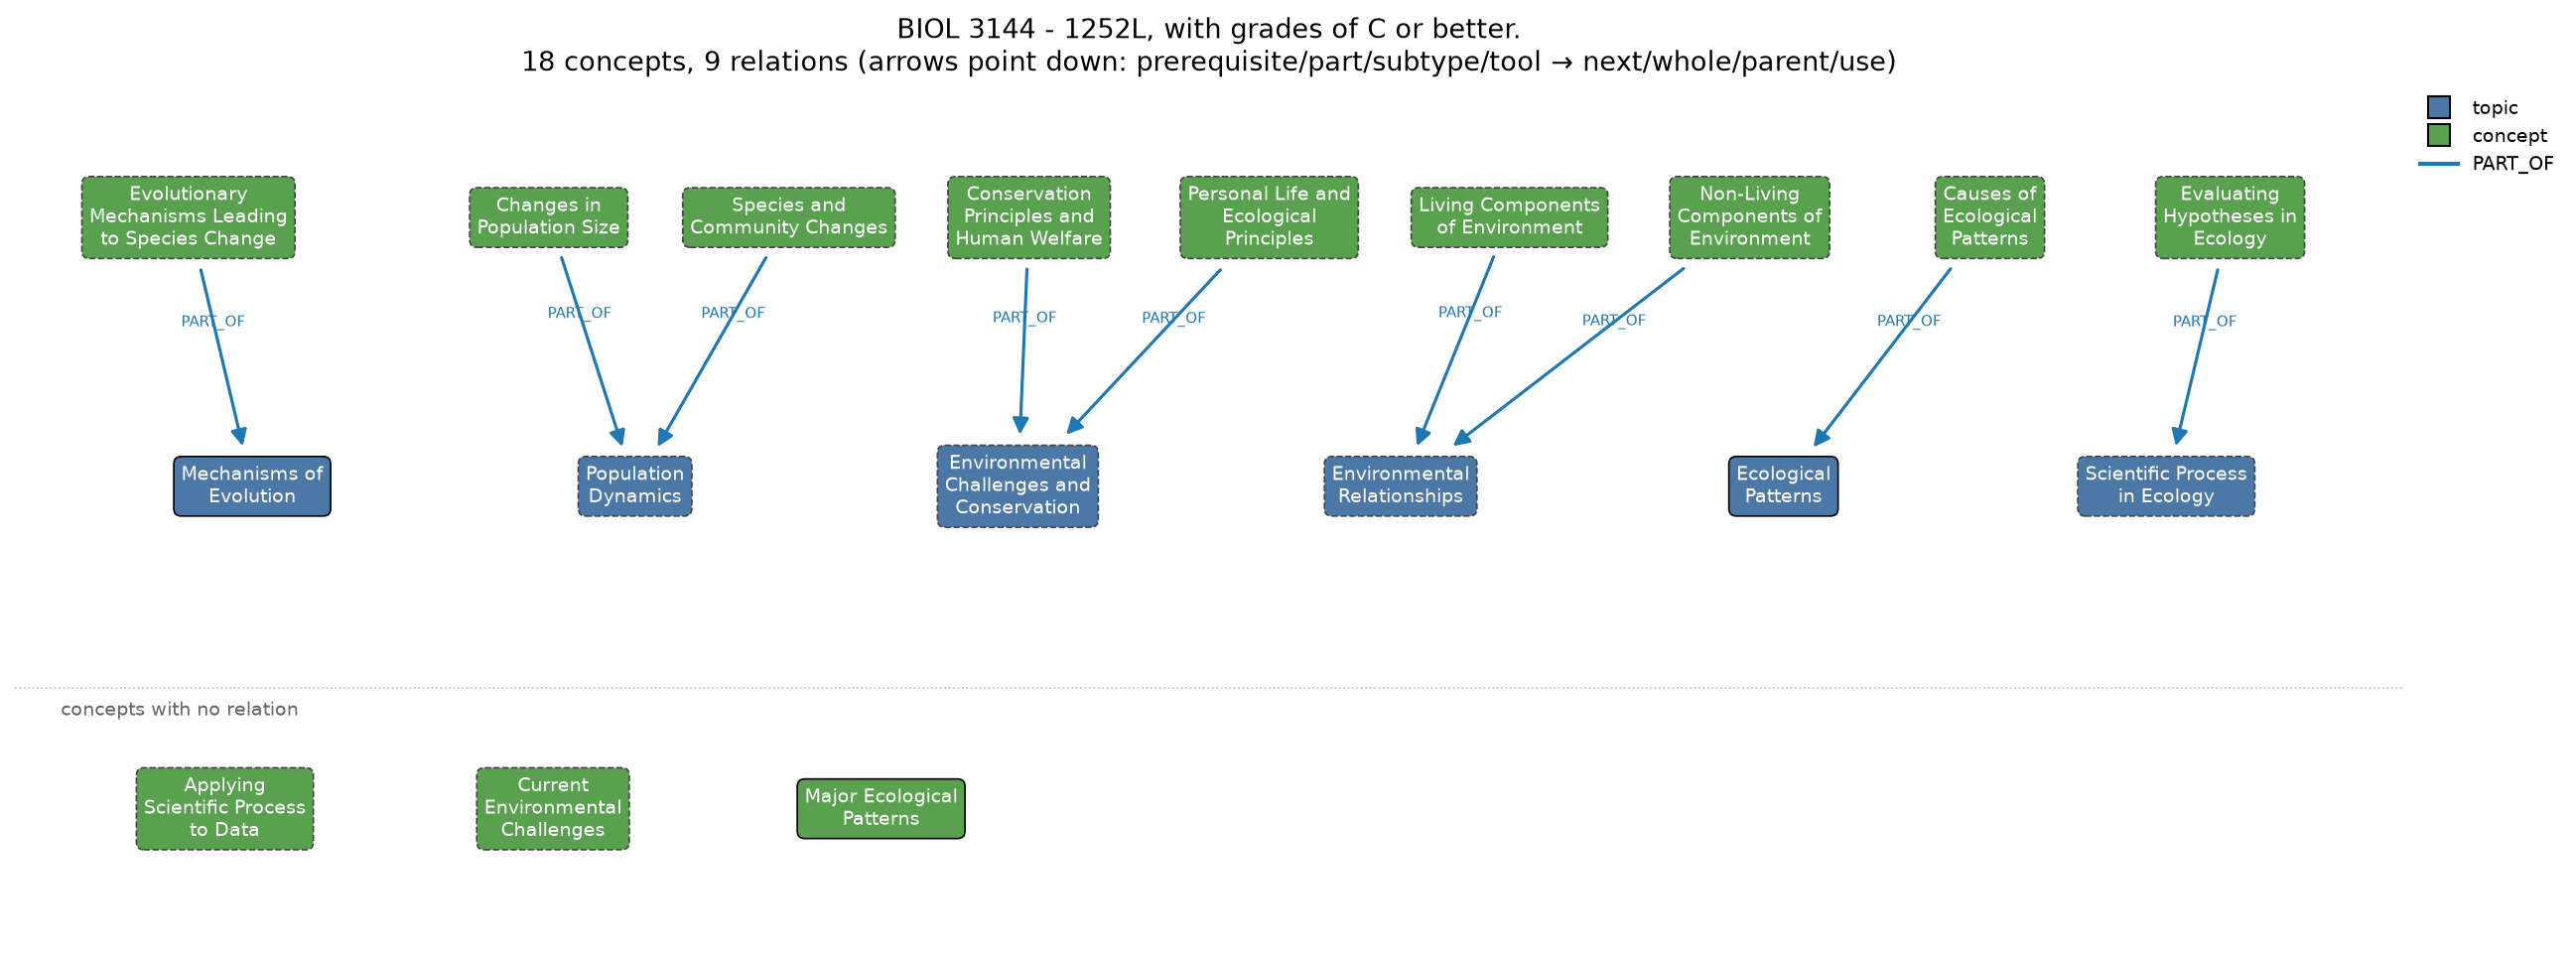 BIOL 3144 - 1252L, with grades of C or better.
18 concepts, 9 relations (arrows point down: prerequisite/part/subtype/tool → next/whole/parent/use)
topic
concept
PART_OF
Evolutionary
Mechanisms Leading
to Species Change
Changes in
Population Size
Species and
Community Changes
Conservation
Principles and
Human Welfare
Personal Life and
Ecological
Principles
Living Components
of Environment
Non-Living
Components of
Environment
Causes of
Ecological
Patterns
Evaluating
Hypotheses in
Ecology
PART_OF
PART_OF
PART_OF
PART_OF
PART_OF
PART_OF
PART_OF
PART_OF
PART_OF
Mechanisms of
Evolution
Population
Dynamics
Environmental
Challenges and
Conservation
Environmental
Relationships
Ecological
Patterns
Scientific Process
in Ecology
concepts with no relation
Applying
Scientific Process
to Data
Current
Environmental
Challenges
Major Ecological
Patterns